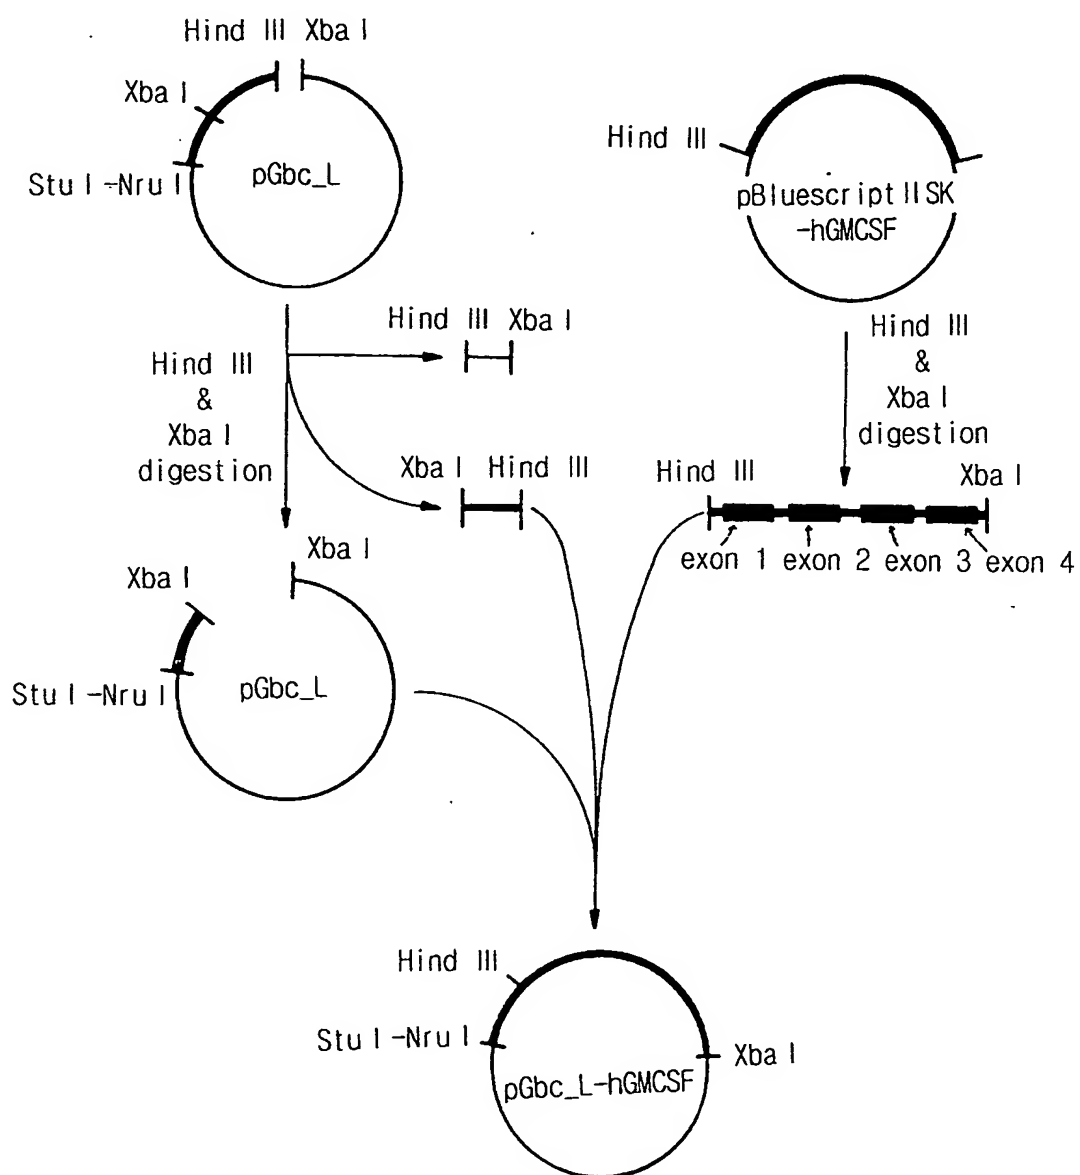 Hind III Xba I
Xba I
Stu I-Nru I
pGbc_L
Hind III
pBluescript II SK
-hGMCSF
Hind III
&
Xba I
digestion
Hind III Xba I
Xba I Hind III
Hind III
&
Xba I
digestion
Hind III
Xba I
exon 1 exon 2 exon 3 exon 4
Xba I
Xba I
Stu I-Nru I
pGbc_L
Hind III
Stu I-Nru I
Xba I
pGbc_L-hGMCSF